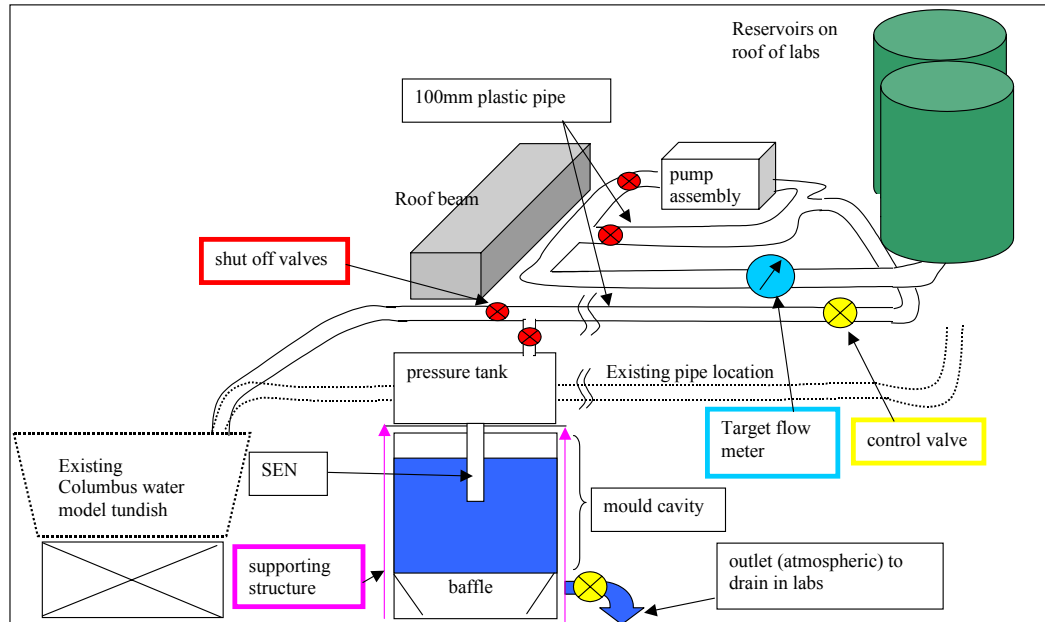 Reservoirs on
roof of labs
100mm plastic pipe
pump
assembly
Roof beam
shut off valves
pressure tank
Existing pipe location
Target flow
meter
control valve
Existing
Columbus water
model tundish
SEN
mould cavity
supporting
structure
baffle
outlet (atmospheric) to
drain in labs